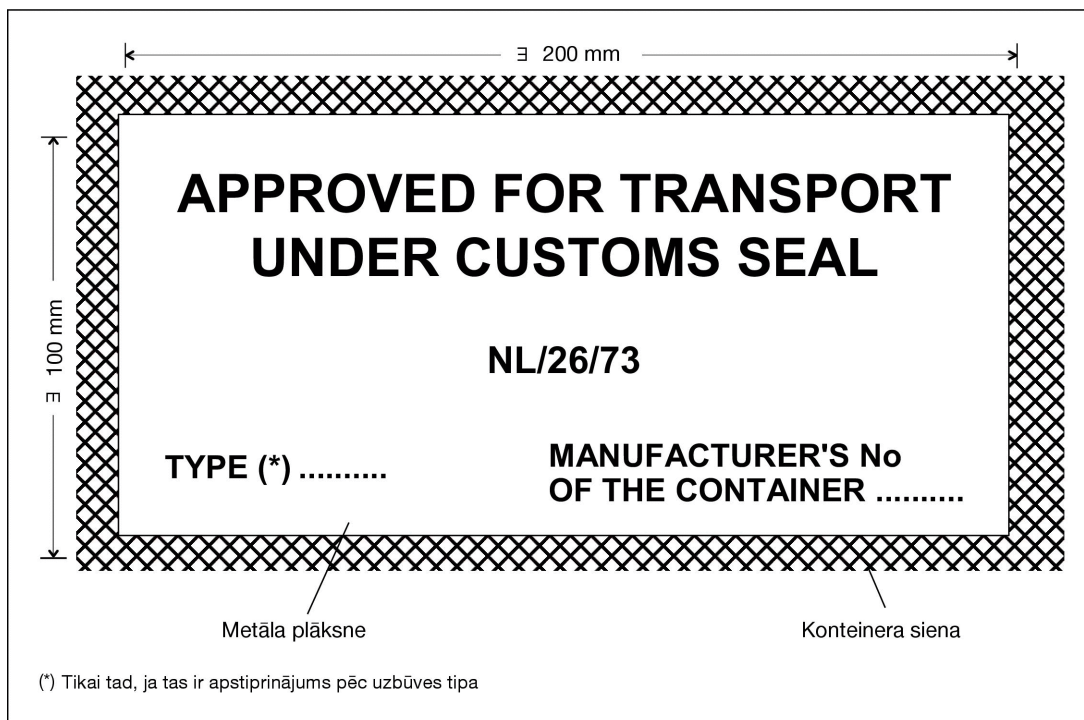 ∃ 200 mm
∃ 100 mm
APPROVED FOR TRANSPORT
UNDER CUSTOMS SEAL
NL/26/73
TYPE (*) ..........
MANUFACTURER'S No
OF THE CONTAINER ..........
Metāla plāksne
Konteinera siena
(*) Tikai tad, ja tas ir apstiprinājums pēc uzbūves tipa